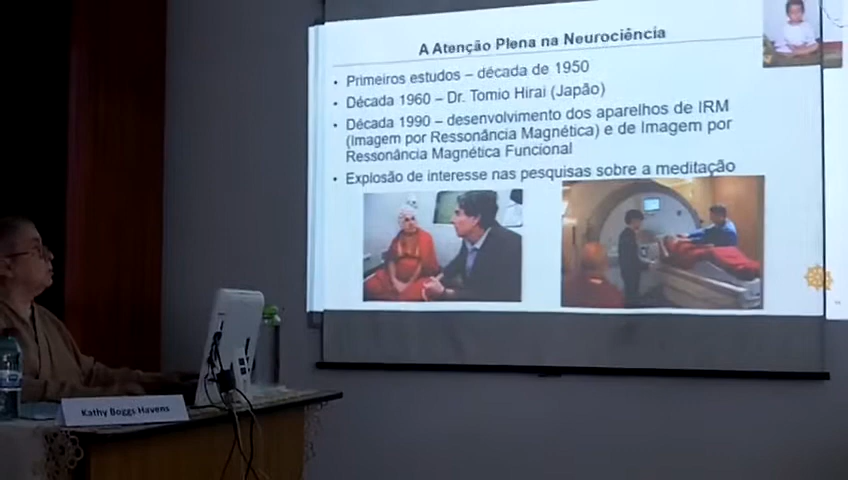 A Atenção Plena na Neurociência
• Primeiros estudos – década de 1950
• Década 1960 – Dr. Tomio Hirai (Japão)
• Década 1990 – desenvolvimento dos aparelhos de IRM
(Imagem por Ressonância Magnética) e de Imagem por
Ressonância Magnética Funcional
• Explosão de interesse nas pesquisas sobre a meditação
Kathy Boggs Havens